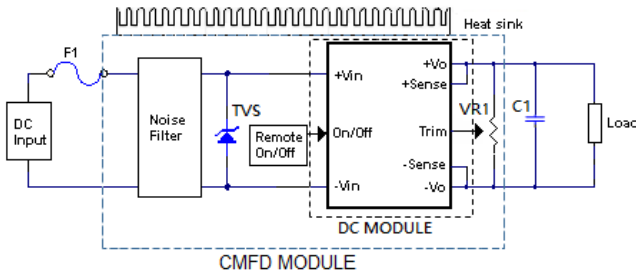 Heat sink
F1
DC
Input
Noise
Filter
TVS
Remote
On/Off
+Vin
On/Off
-Vin
+Vo
+Sense
Trim
-Sense
-Vo
VR1
C1
Load
DC MODULE
CMFD MODULE